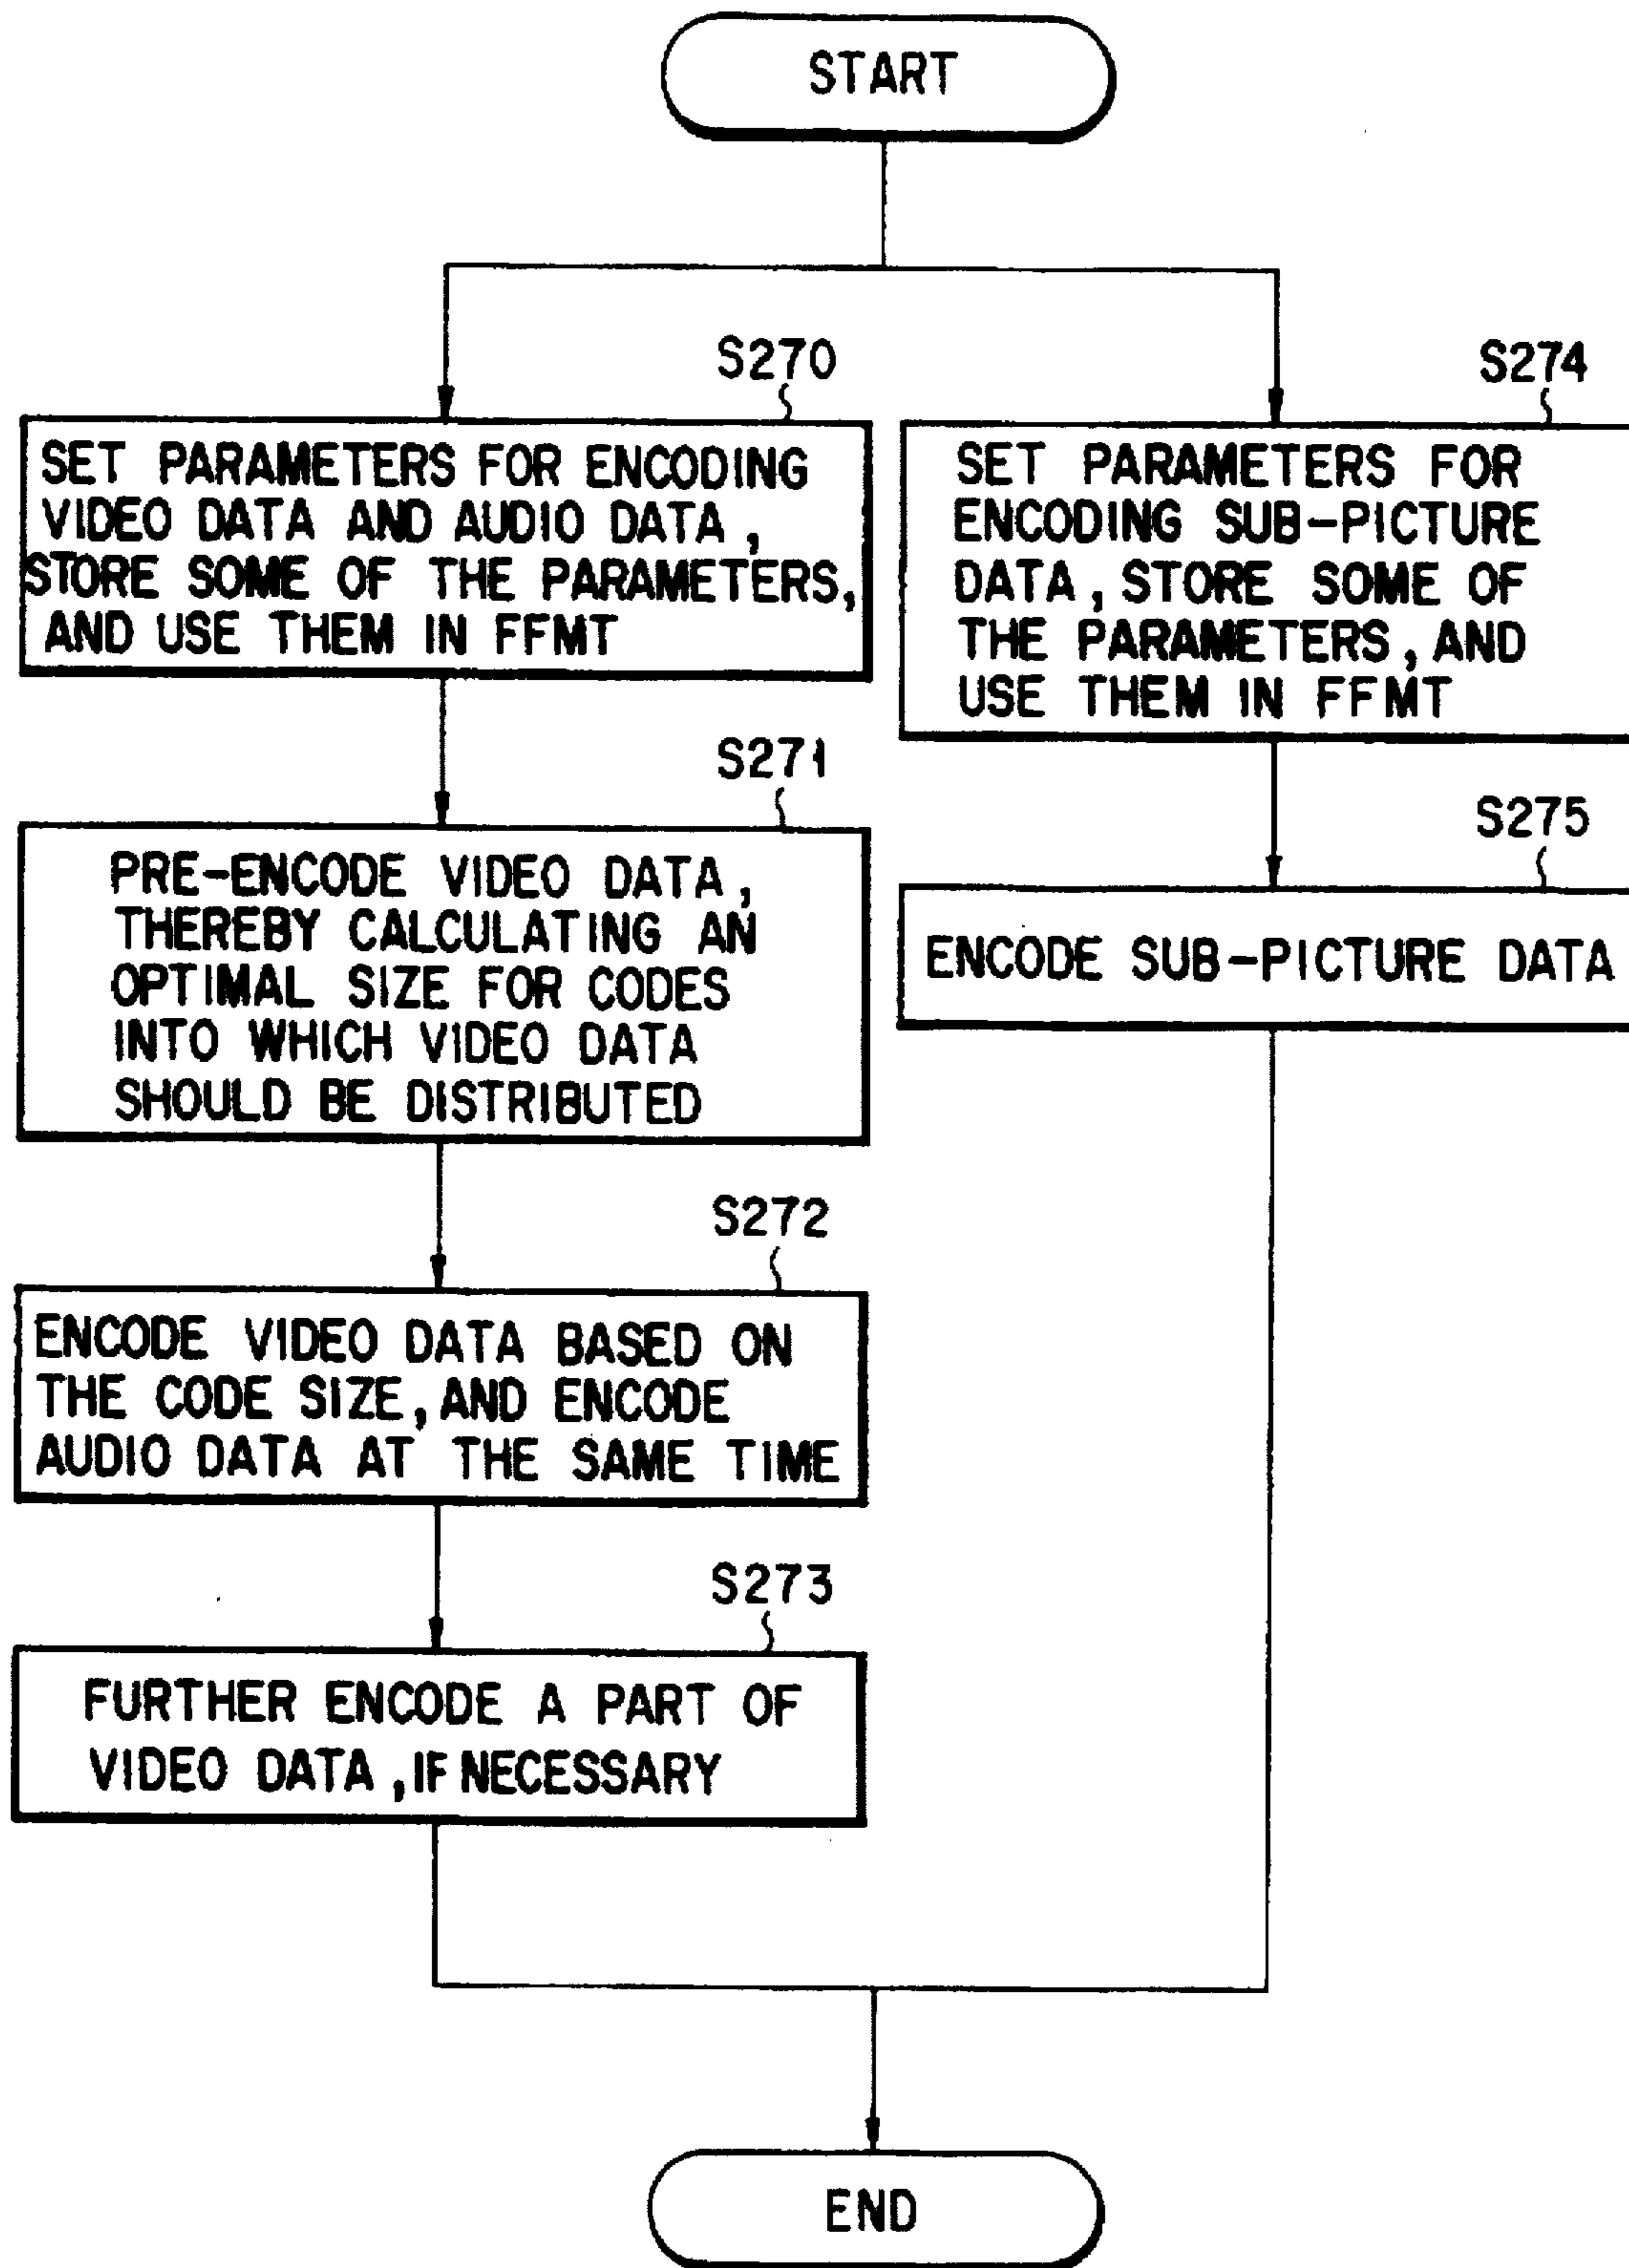 START
S270
SET PARAMETERS FOR ENCODING
VIDEO DATA AND AUDIO DATA,
STORE SOME OF THE PARAMETERS,
AND USE THEM IN FFMT
S271
PRE-ENCODE VIDEO DATA,
THEREBY CALCULATING AN
OPTIMAL SIZE FOR CODES
INTO WHICH VIDEO DATA
SHOULD BE DISTRIBUTED
S272
ENCODE VIDEO DATA BASED ON
THE CODE SIZE, AND ENCODE
AUDIO DATA AT THE SAME TIME
S273
FURTHER ENCODE A PART OF
VIDEO DATA, IF NECESSARY
S274
SET PARAMETERS FOR
ENCODING SUB-PICTURE
DATA, STORE SOME OF
THE PARAMETERS, AND
USE THEM IN FFMT
S275
ENCODE SUB-PICTURE DATA
END